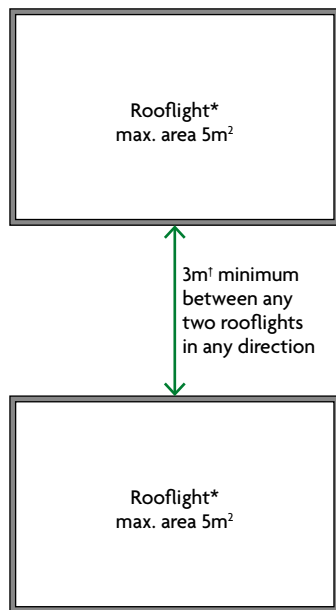 Rooflight*
max. area 5m²
3m† minimum
between any
two rooflights
in any direction
Rooflight*
max. area 5m²